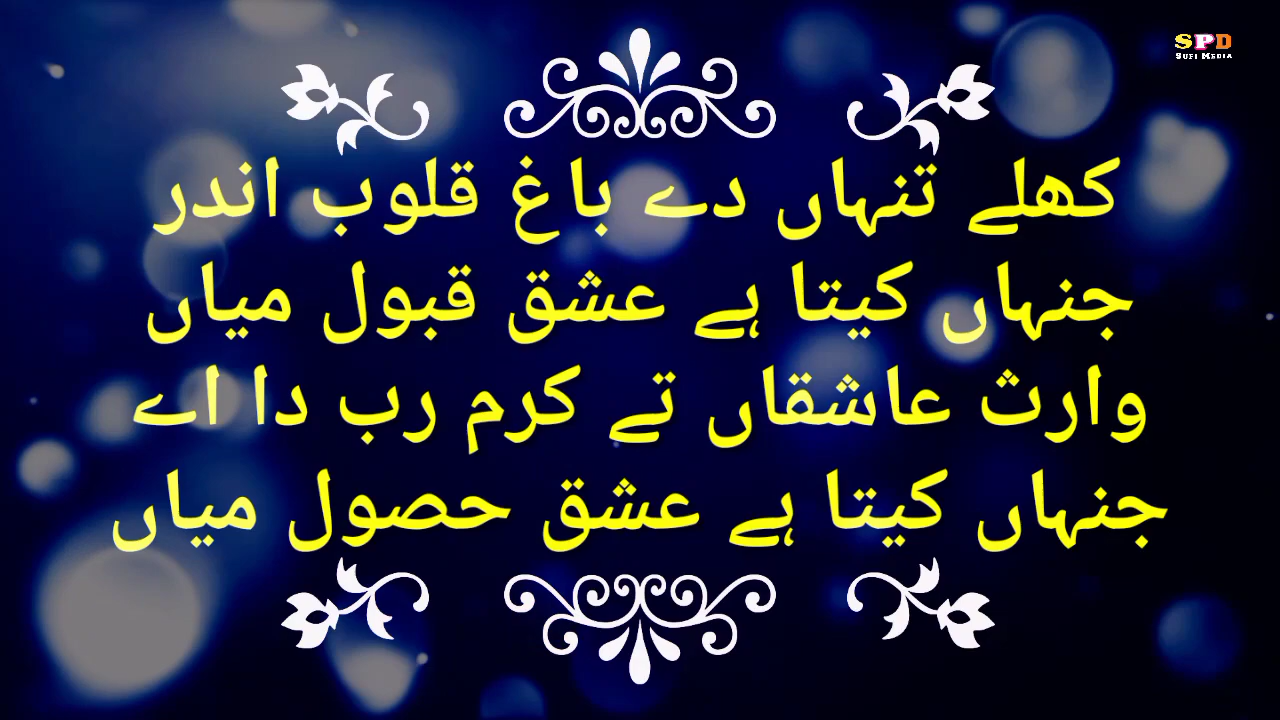 SPD
SUFI MEDIA
کھلے تنہاں دے باغ قلوب اندر
جنہاں کیتا ہے عشق قبول میاں
وارث عاشقاں تے کرم رب دا اے
جنہاں کیتا ہے عشق حصول میاں